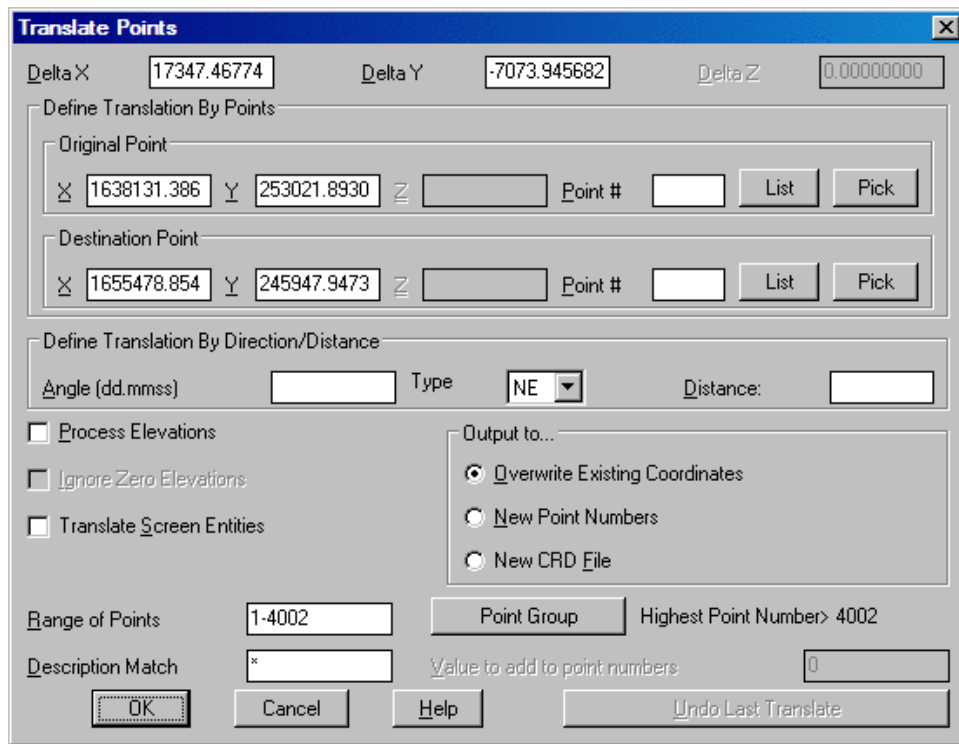 Translate Points
Delta X 17347.46774 Delta Y -7073.945682 Delta Z 0.00000000
Define Translation By Points
Original Point
X 1638131.386 Y 253021.8930 Z Point # List Pick
Destination Point
X 1655478.854 Y 245947.9473 Z Point # List Pick
Define Translation By Direction/Distance
Angle (dd.mmss) Type NE Distance:
Process Elevations
Output to...
Ignore Zero Elevations
Overwrite Existing Coordinates
Translate Screen Entities
New Point Numbers
New CRD File
Range of Points 1-4002 Point Group Highest Point Number> 4002
Description Match * Value to add to point numbers 0
OK Cancel Help Undo Last Translate